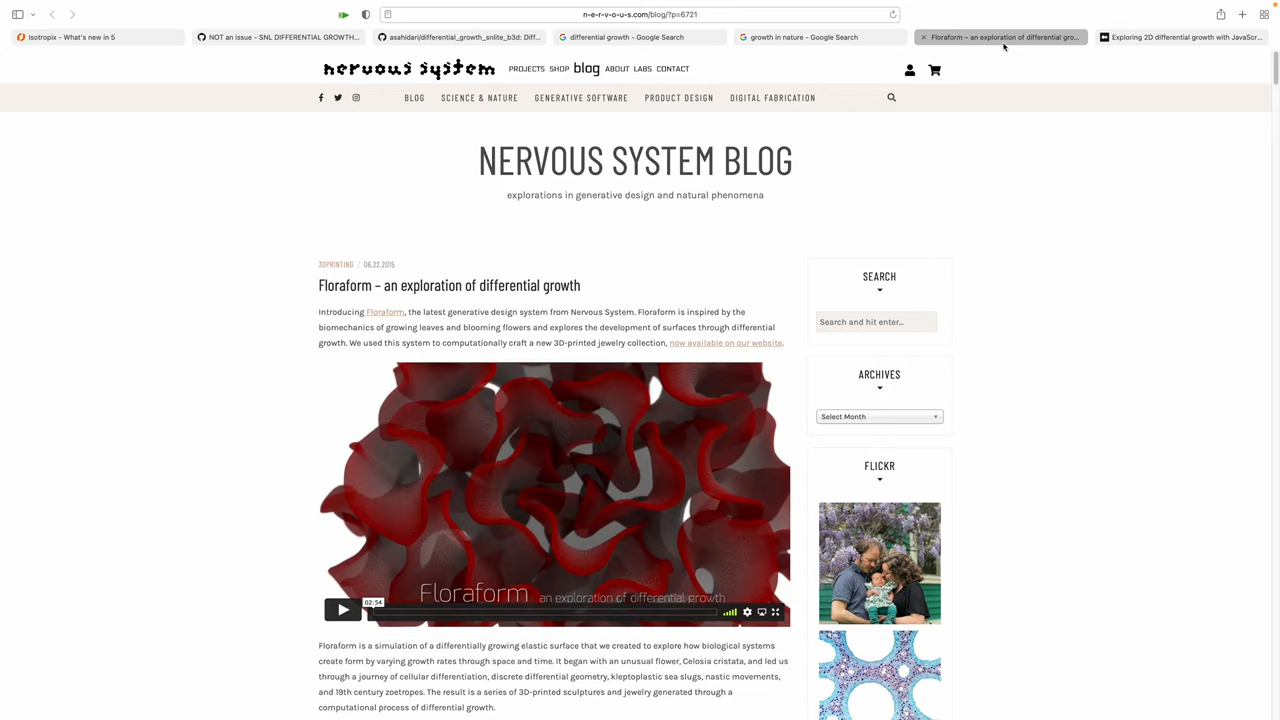 n-e-r-v-o-u-s.com/blog/?p=6721
Isotropix - What's new in 5
NOT an issue - SNL DIFFERENTIAL GROWTH...
asahidari/differential_growth_snlite_b3d: Diff...
differential growth - Google Search
growth in nature - Google Search
Floraform – an exploration of differential gro...
Exploring 2D differential growth with JavaScr...
nervous system
PROJECTS SHOP blog ABOUT LABS CONTACT
BLOG SCIENCE & NATURE GENERATIVE SOFTWARE PRODUCT DESIGN DIGITAL FABRICATION
NERVOUS SYSTEM BLOG
explorations in generative design and natural phenomena
3DPRINTING / 06.22.2015
Floraform – an exploration of differential growth
Introducing Floraform, the latest generative design system from Nervous System. Floraform is inspired by the
biomechanics of growing leaves and blooming flowers and explores the development of surfaces through differential
growth. We used this system to computationally craft a new 3D-printed jewelry collection, now available on our website.
Floraform an exploration of differential growth
02:54
Floraform is a simulation of a differentially growing elastic surface that we created to explore how biological systems
create form by varying growth rates through space and time. It began with an unusual flower, Celosia cristata, and led us
through a journey of cellular differentiation, discrete differential geometry, kleptoplastic sea slugs, nastic movements,
and 19th century zoetropes. The result is a series of 3D-printed sculptures and jewelry generated through a
computational process of differential growth.
SEARCH
Search and hit enter...
ARCHIVES
Select Month
FLICKR